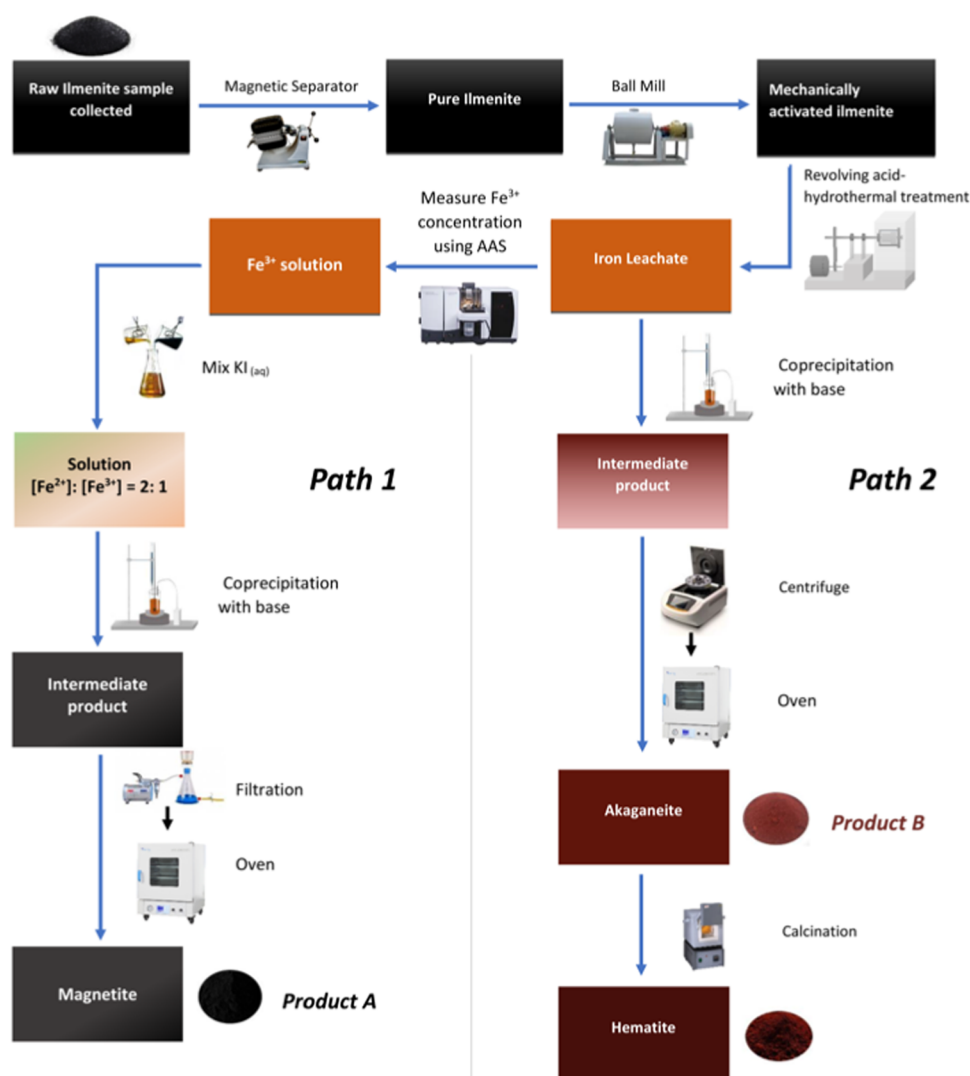 Raw Ilmenite sample
collected
Magnetic Separator
Pure Ilmenite
Ball Mill
Mechanically
activated ilmenite
Revolving acid-
hydrothermal treatment
Measure Fe³⁺
concentration
using AAS
Fe³⁺ solution
Iron Leachate
Mix KI (aq)
Coprecipitation
with base
Solution
[Fe²⁺]: [Fe³⁺] = 2: 1
Path 1
Intermediate
product
Path 2
Coprecipitation
with base
Centrifuge
Intermediate
product
Oven
Filtration
Oven
Akaganeite
Product B
Calcination
Magnetite
Product A
Hematite